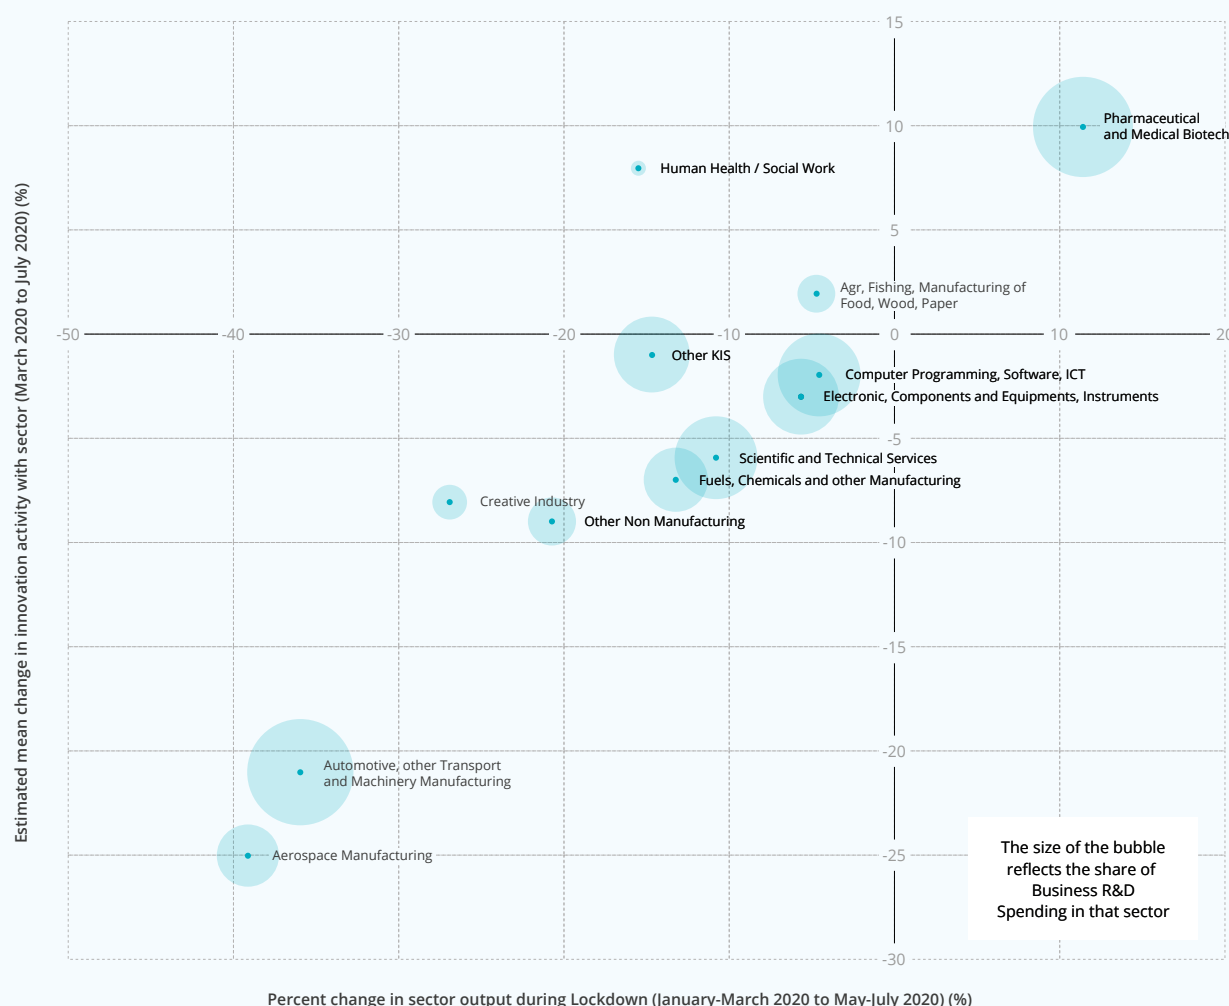 15
Pharmaceutical
and Medical Biotech
10
Human Health / Social Work
5
Agr, Fishing, Manufacturing of
Food, Wood, Paper
-50 -40 -30 -20 -10 0 10 20
Other KIS
Computer Programming, Software, ICT
Electronic, Components and Equipments, Instruments
-5
Scientific and Technical Services
Fuels, Chemicals and other Manufacturing
Creative Industry
Other Non Manufacturing
-10
-15
-20
Automotive, other Transport
and Machinery Manufacturing
-25
Aerospace Manufacturing
The size of the bubble
reflects the share of
Business R&D
Spending in that sector
-30
Estimated mean change in innovation activity with sector (March 2020 to July 2020) (%)
Percent change in sector output during Lockdown (January-March 2020 to May-July 2020) (%)